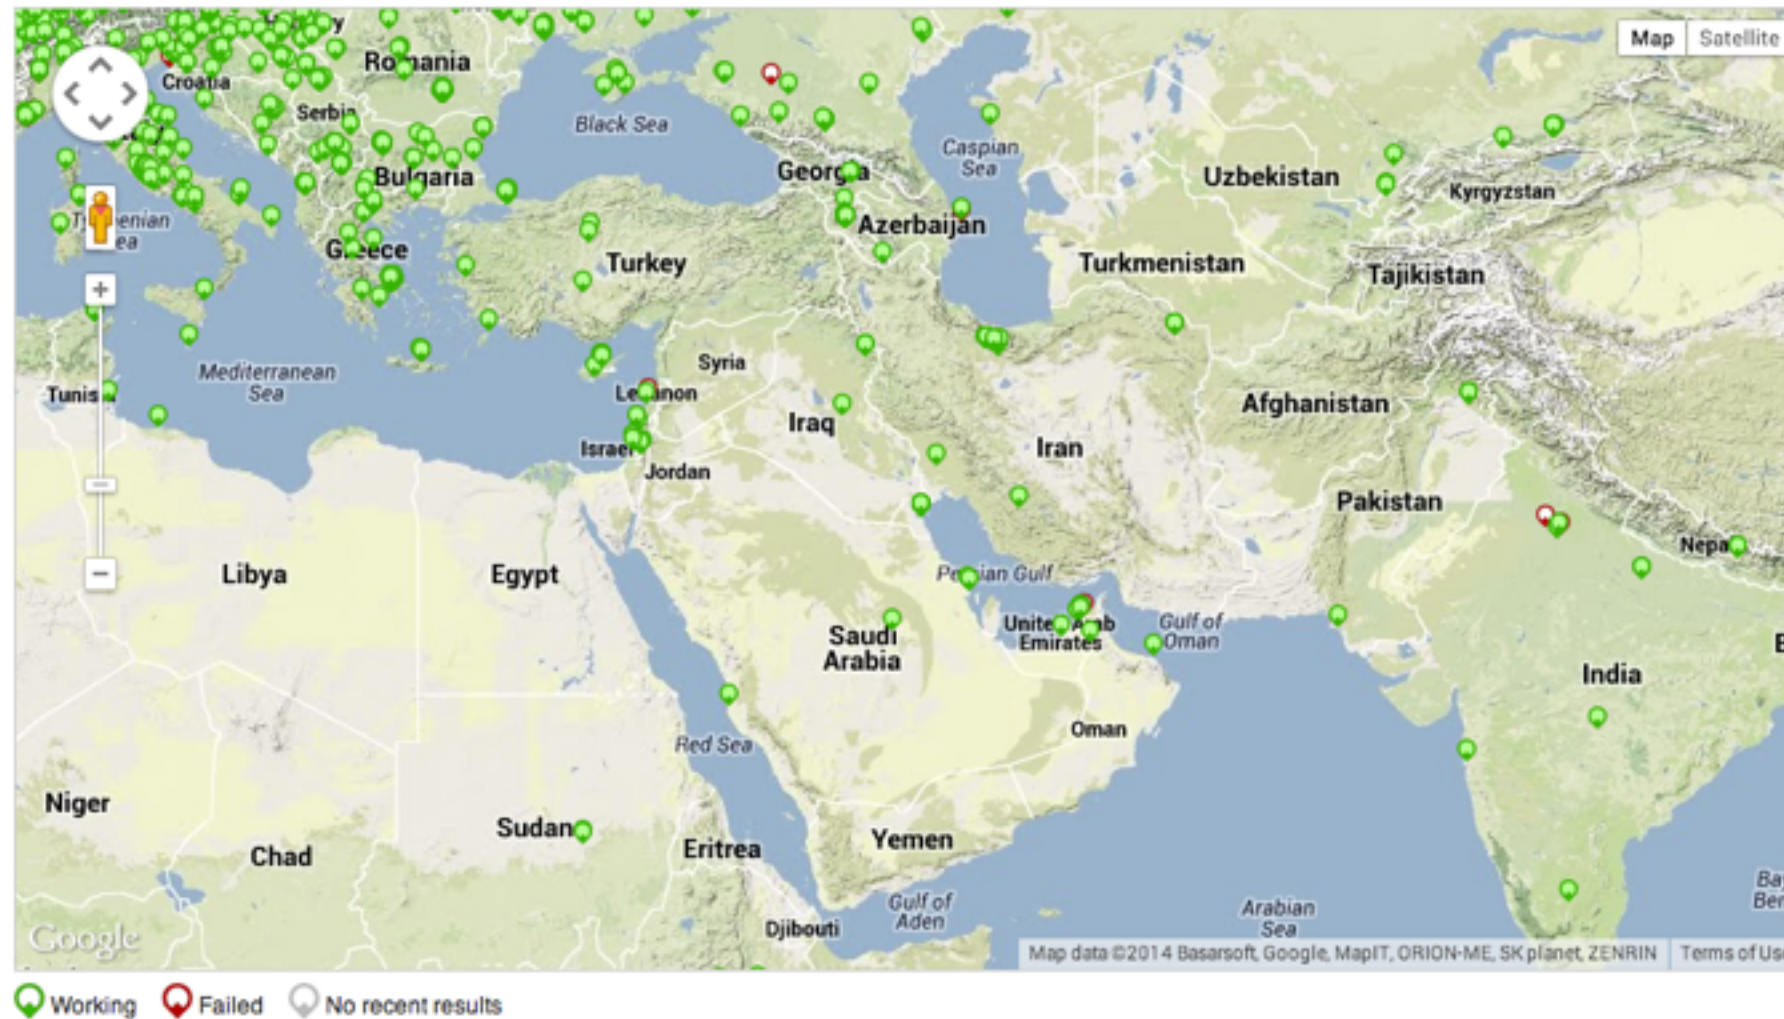 Map Satellite
Romania
Croatia
Serbia
Black Sea
Caspian
Sea
Georgia
Uzbekistan
Kyrgyzstan
Bulgaria
Azerbaijan
Greece
Turkey
Turkmenistan
Tajikistan
Mediterranean
Sea
Syria
Tunisia
Lebanon
Iraq
Afghanistan
Iran
Israel
Jordan
Pakistan
Nepal
Libya
Egypt
Persian Gulf
United Arab
Emirates
Gulf of
Oman
Saudi
Arabia
India
Oman
Red Sea
Niger
Sudan
Chad
Eritrea
Yemen
Gulf of
Aden
Djibouti
Arabian
Sea
Google
Map data ©2014 Basarsoft, Google, MapIT, ORION-ME, SK planet, ZENRIN Terms of Use
Working Failed No recent results